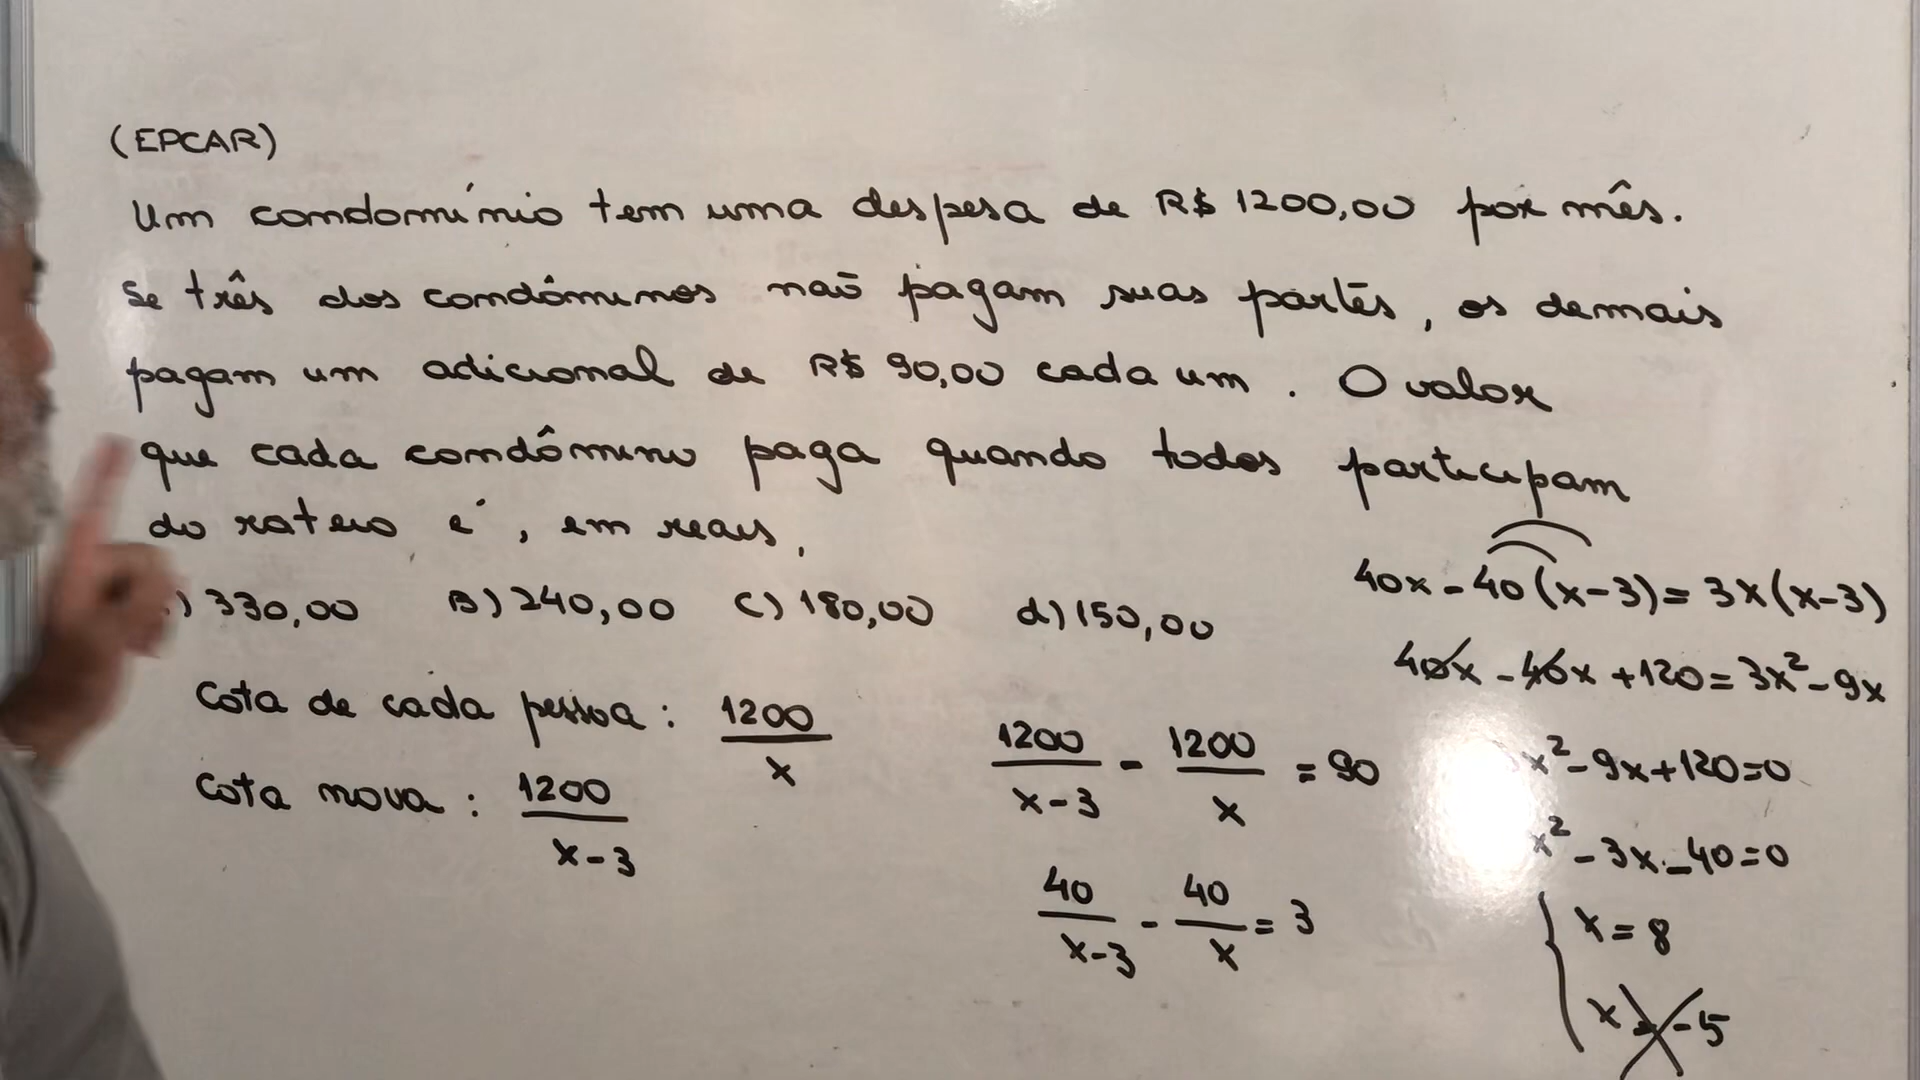 (EPCAR)
Um condomínio tem uma despesa de R$ 1200,00 por mês.
Se três dos condôminos não pagam suas partes, os demais
pagam um adicional de R$ 90,00 cada um. O valor
que cada condômino paga quando todos participam
do rateio é, em reais,
) 330,00 B) 240,00 C) 180,00 d) 150,00
Cota de cada pessoa: 1200/x
Cota nova: 1200/x-3
1200/x-3 - 1200/x = 90
40/x-3 - 40/x = 3
40x - 40(x-3) = 3x(x-3)
40x - 40x + 120 = 3x² - 9x
x² - 9x + 120 = 0
x² - 3x - 40 = 0
x = 8
x = -5